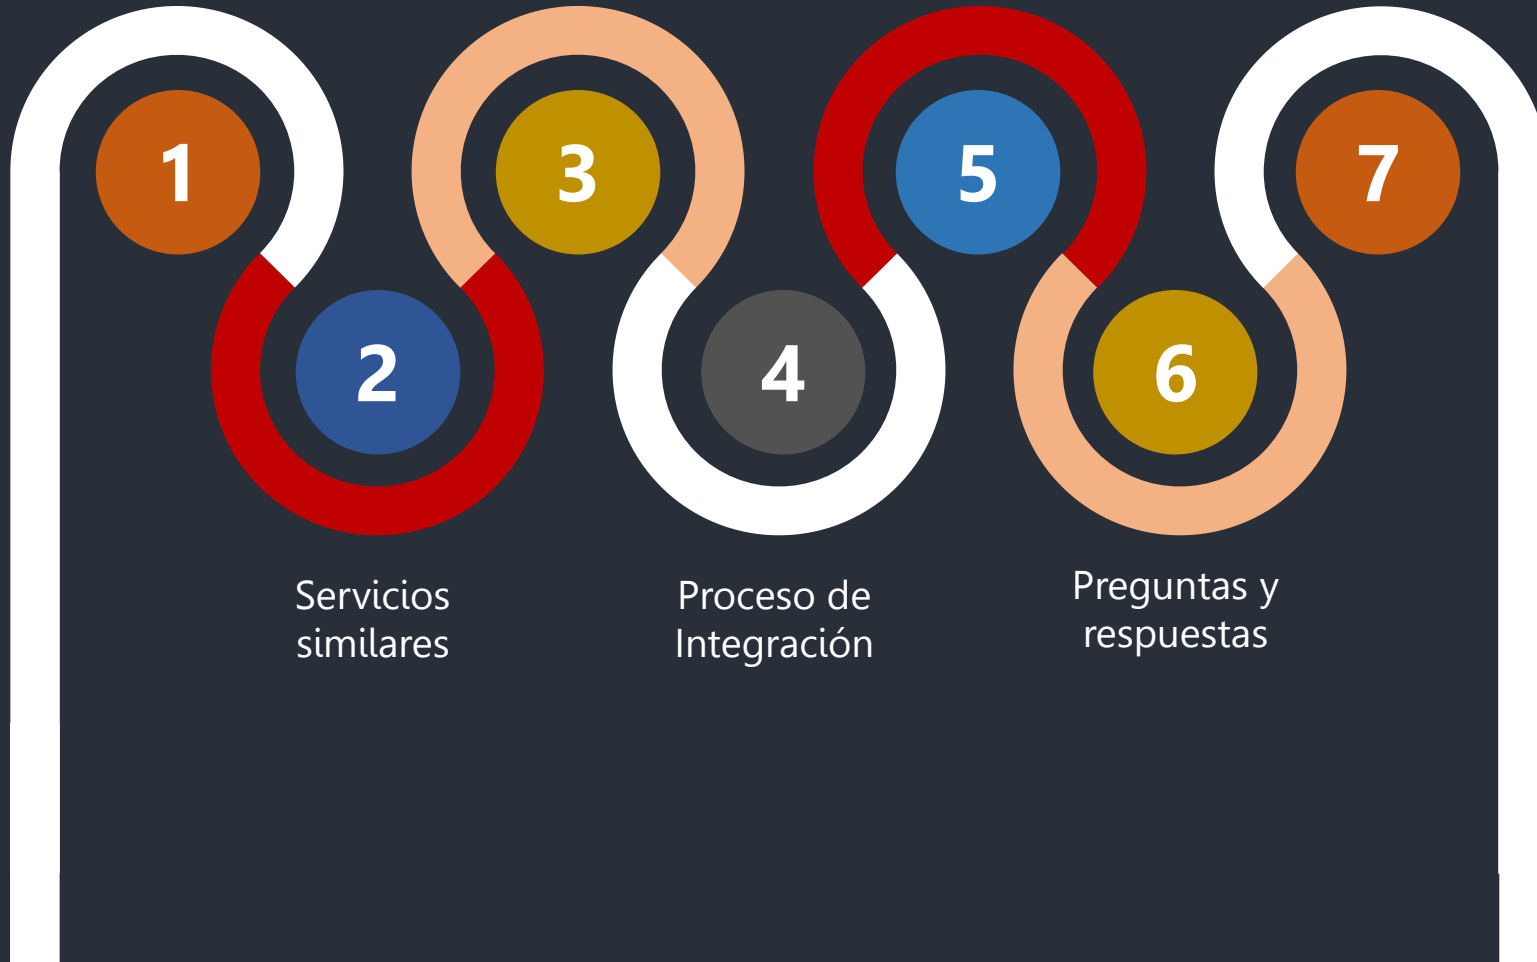 1
2
3
4
5
6
7
Servicios
similares
Proceso de
Integración
Preguntas y
respuestas